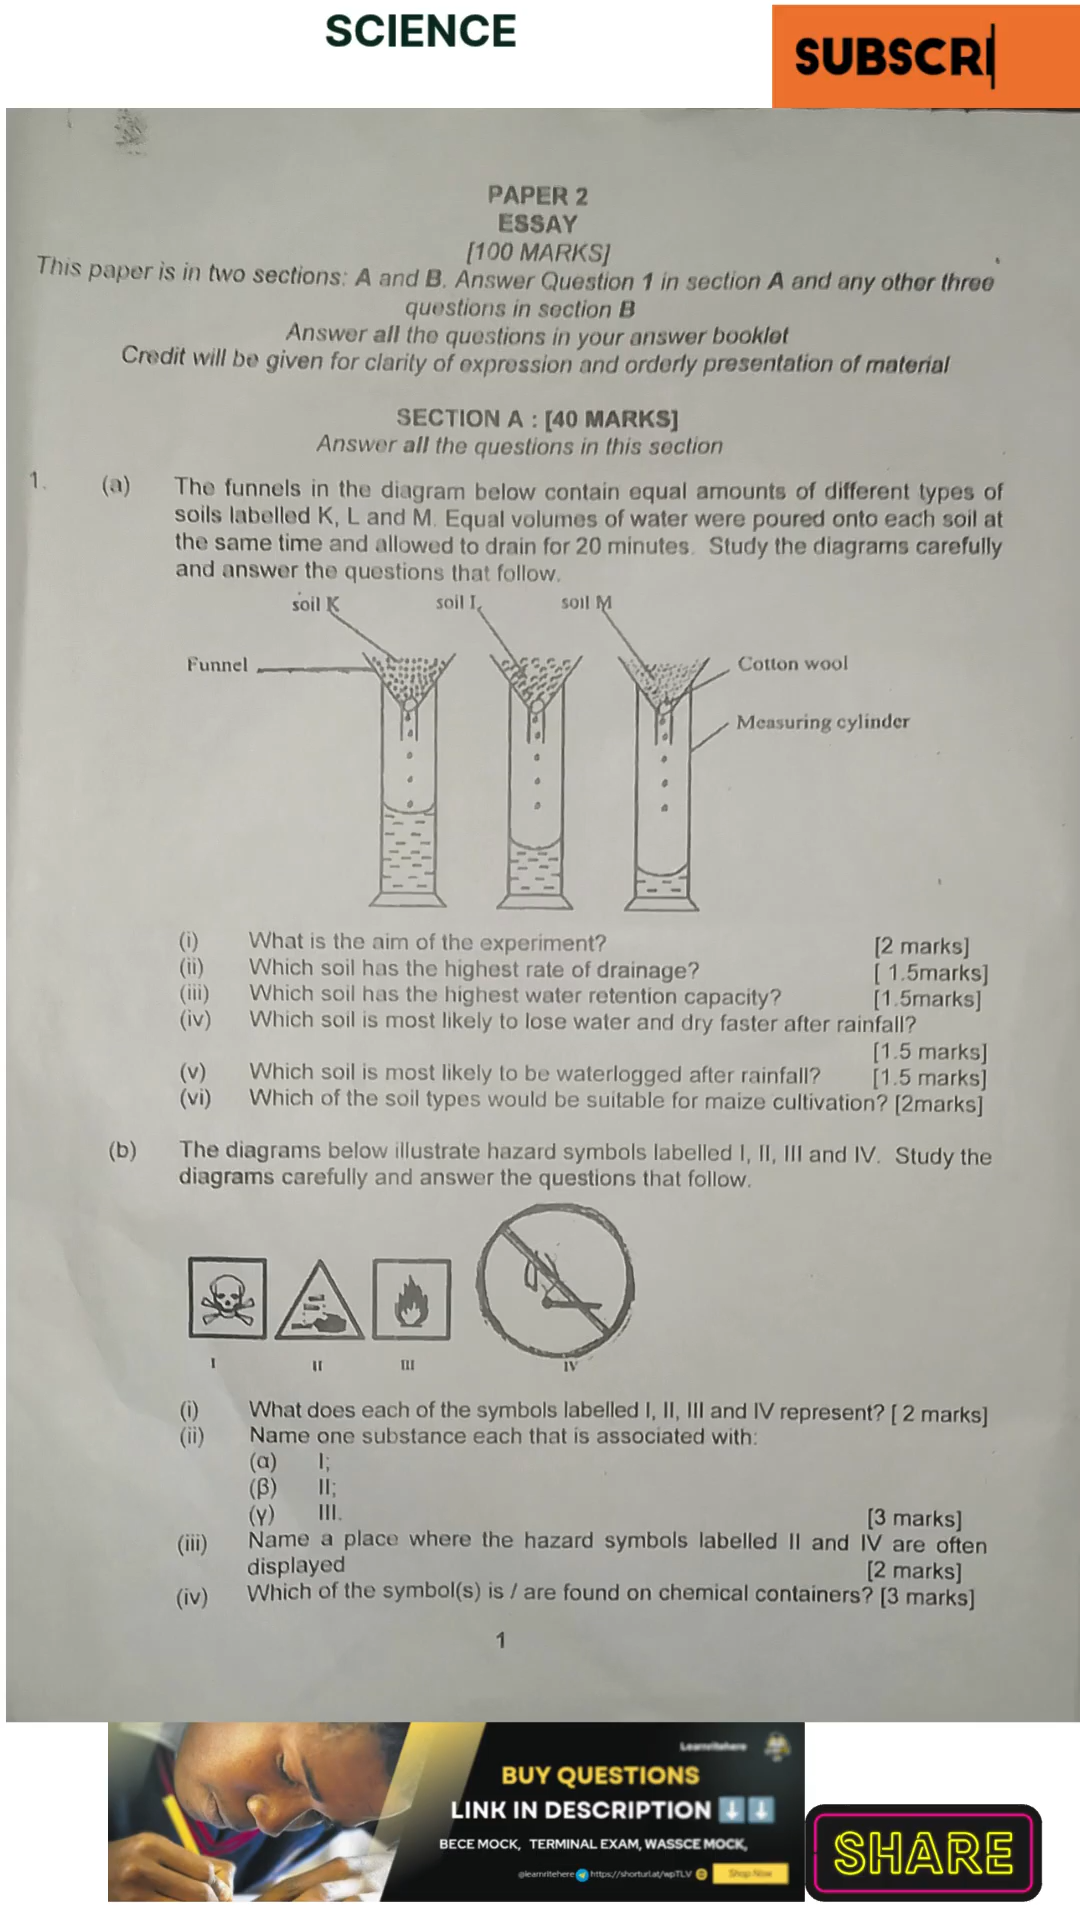 SCIENCE
SUBSCRI
PAPER 2
ESSAY
[100 MARKS]
This paper is in two sections: A and B. Answer Question 1 in section A and any other three
questions in section B
Answer all the questions in your answer booklet
Credit will be given for clarity of expression and orderly presentation of material
SECTION A : [40 MARKS]
Answer all the questions in this section
1. (a) The funnels in the diagram below contain equal amounts of different types of
soils labelled K, L and M. Equal volumes of water were poured onto each soil at
the same time and allowed to drain for 20 minutes. Study the diagrams carefully
and answer the questions that follow.
soil K soil L soil M
Funnel Cotton wool
Measuring cylinder
(i) What is the aim of the experiment? [2 marks]
(ii) Which soil has the highest rate of drainage? [ 1.5marks]
(iii) Which soil has the highest water retention capacity? [1.5marks]
(iv) Which soil is most likely to lose water and dry faster after rainfall?
[1.5 marks]
(v) Which soil is most likely to be waterlogged after rainfall? [1.5 marks]
(vi) Which of the soil types would be suitable for maize cultivation? [2marks]
(b) The diagrams below illustrate hazard symbols labelled I, II, III and IV. Study the
diagrams carefully and answer the questions that follow.
I II III IV
(i) What does each of the symbols labelled I, II, III and IV represent? [ 2 marks]
(ii) Name one substance each that is associated with:
(α) I;
(β) II;
(γ) III. [3 marks]
(iii) Name a place where the hazard symbols labelled II and IV are often
displayed [2 marks]
(iv) Which of the symbol(s) is / are found on chemical containers? [3 marks]
1
Learnritehere
BUY QUESTIONS
LINK IN DESCRIPTION
BECE MOCK, TERMINAL EXAM, WASSCE MOCK,
@learnritehere https://shorturl.at/wpTLV Shop Now
SHARE